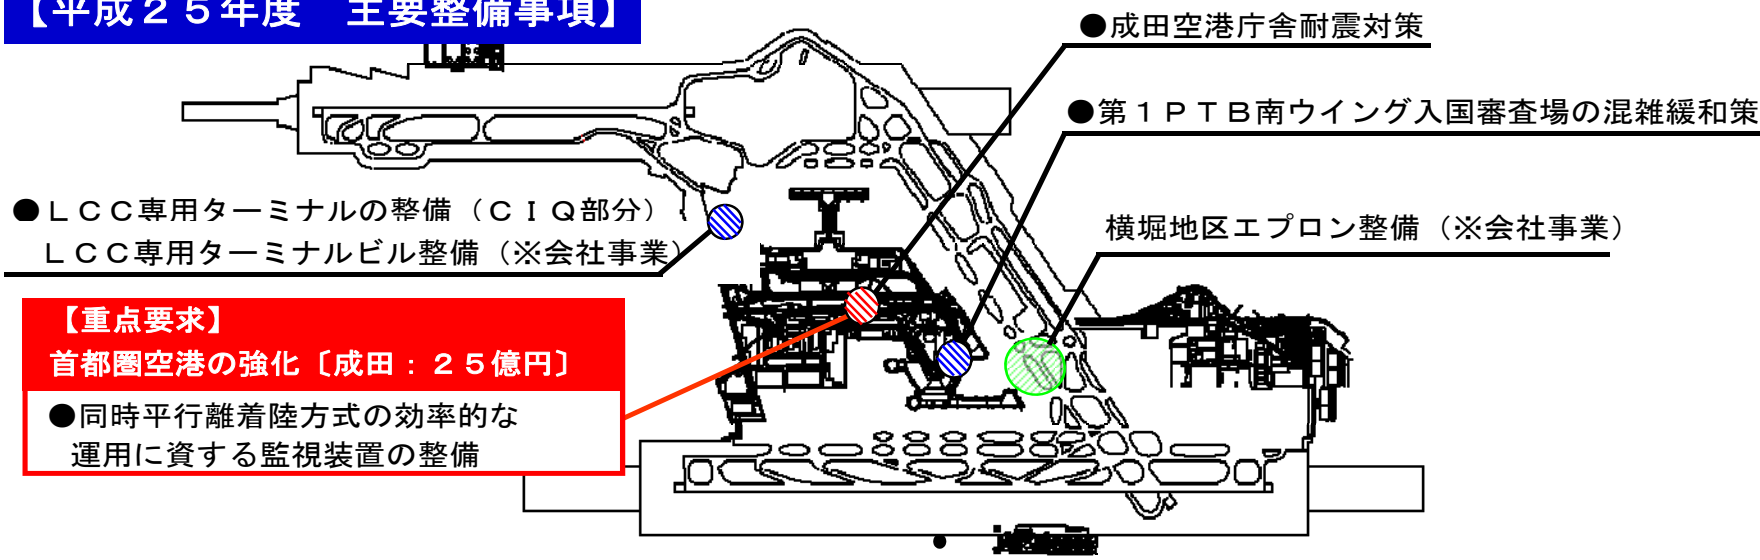 【平成２５年度　主要整備事項】
●成田空港庁舎耐震対策
●第１ＰＴＢ南ウイング入国審査場の混雑緩和策
●ＬＣＣ専用ターミナルの整備（ＣＩＱ部分）
ＬＣＣ専用ターミナルビル整備（※会社事業）
横堀地区エプロン整備（※会社事業）
【重点要求】
首都圏空港の強化〔成田：２５億円〕
●同時平行離着陸方式の効率的な
運用に資する監視装置の整備